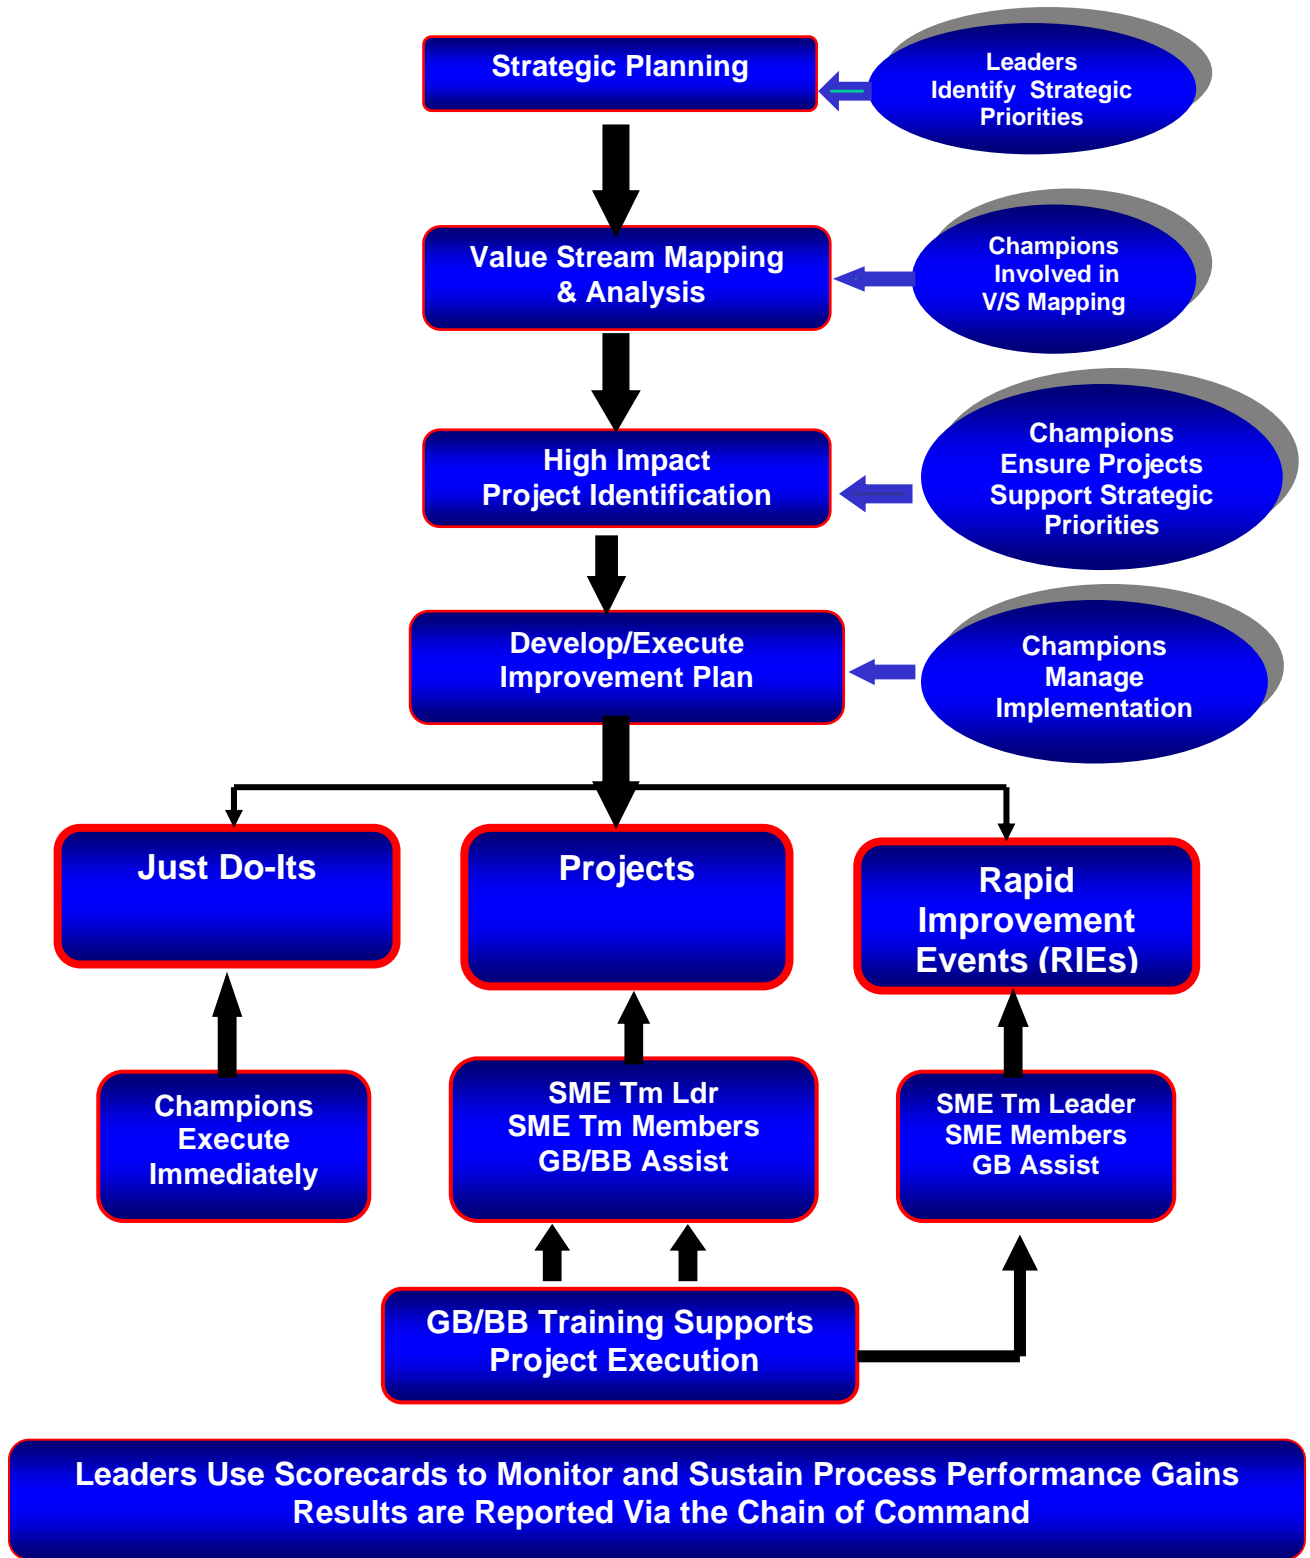 Strategic Planning
Leaders
Identify Strategic
Priorities
Value Stream Mapping
& Analysis
Champions
Involved in
V/S Mapping
High Impact
Project Identification
Champions
Ensure Projects
Support Strategic
Priorities
Develop/Execute
Improvement Plan
Champions
Manage
Implementation
Just Do-Its
Projects
Rapid
Improvement
Events (RIEs)
Champions
Execute
Immediately
SME Tm Ldr
SME Tm Members
GB/BB Assist
SME Tm Leader
SME Members
GB Assist
GB/BB Training Supports
Project Execution
Leaders Use Scorecards to Monitor and Sustain Process Performance Gains
Results are Reported Via the Chain of Command